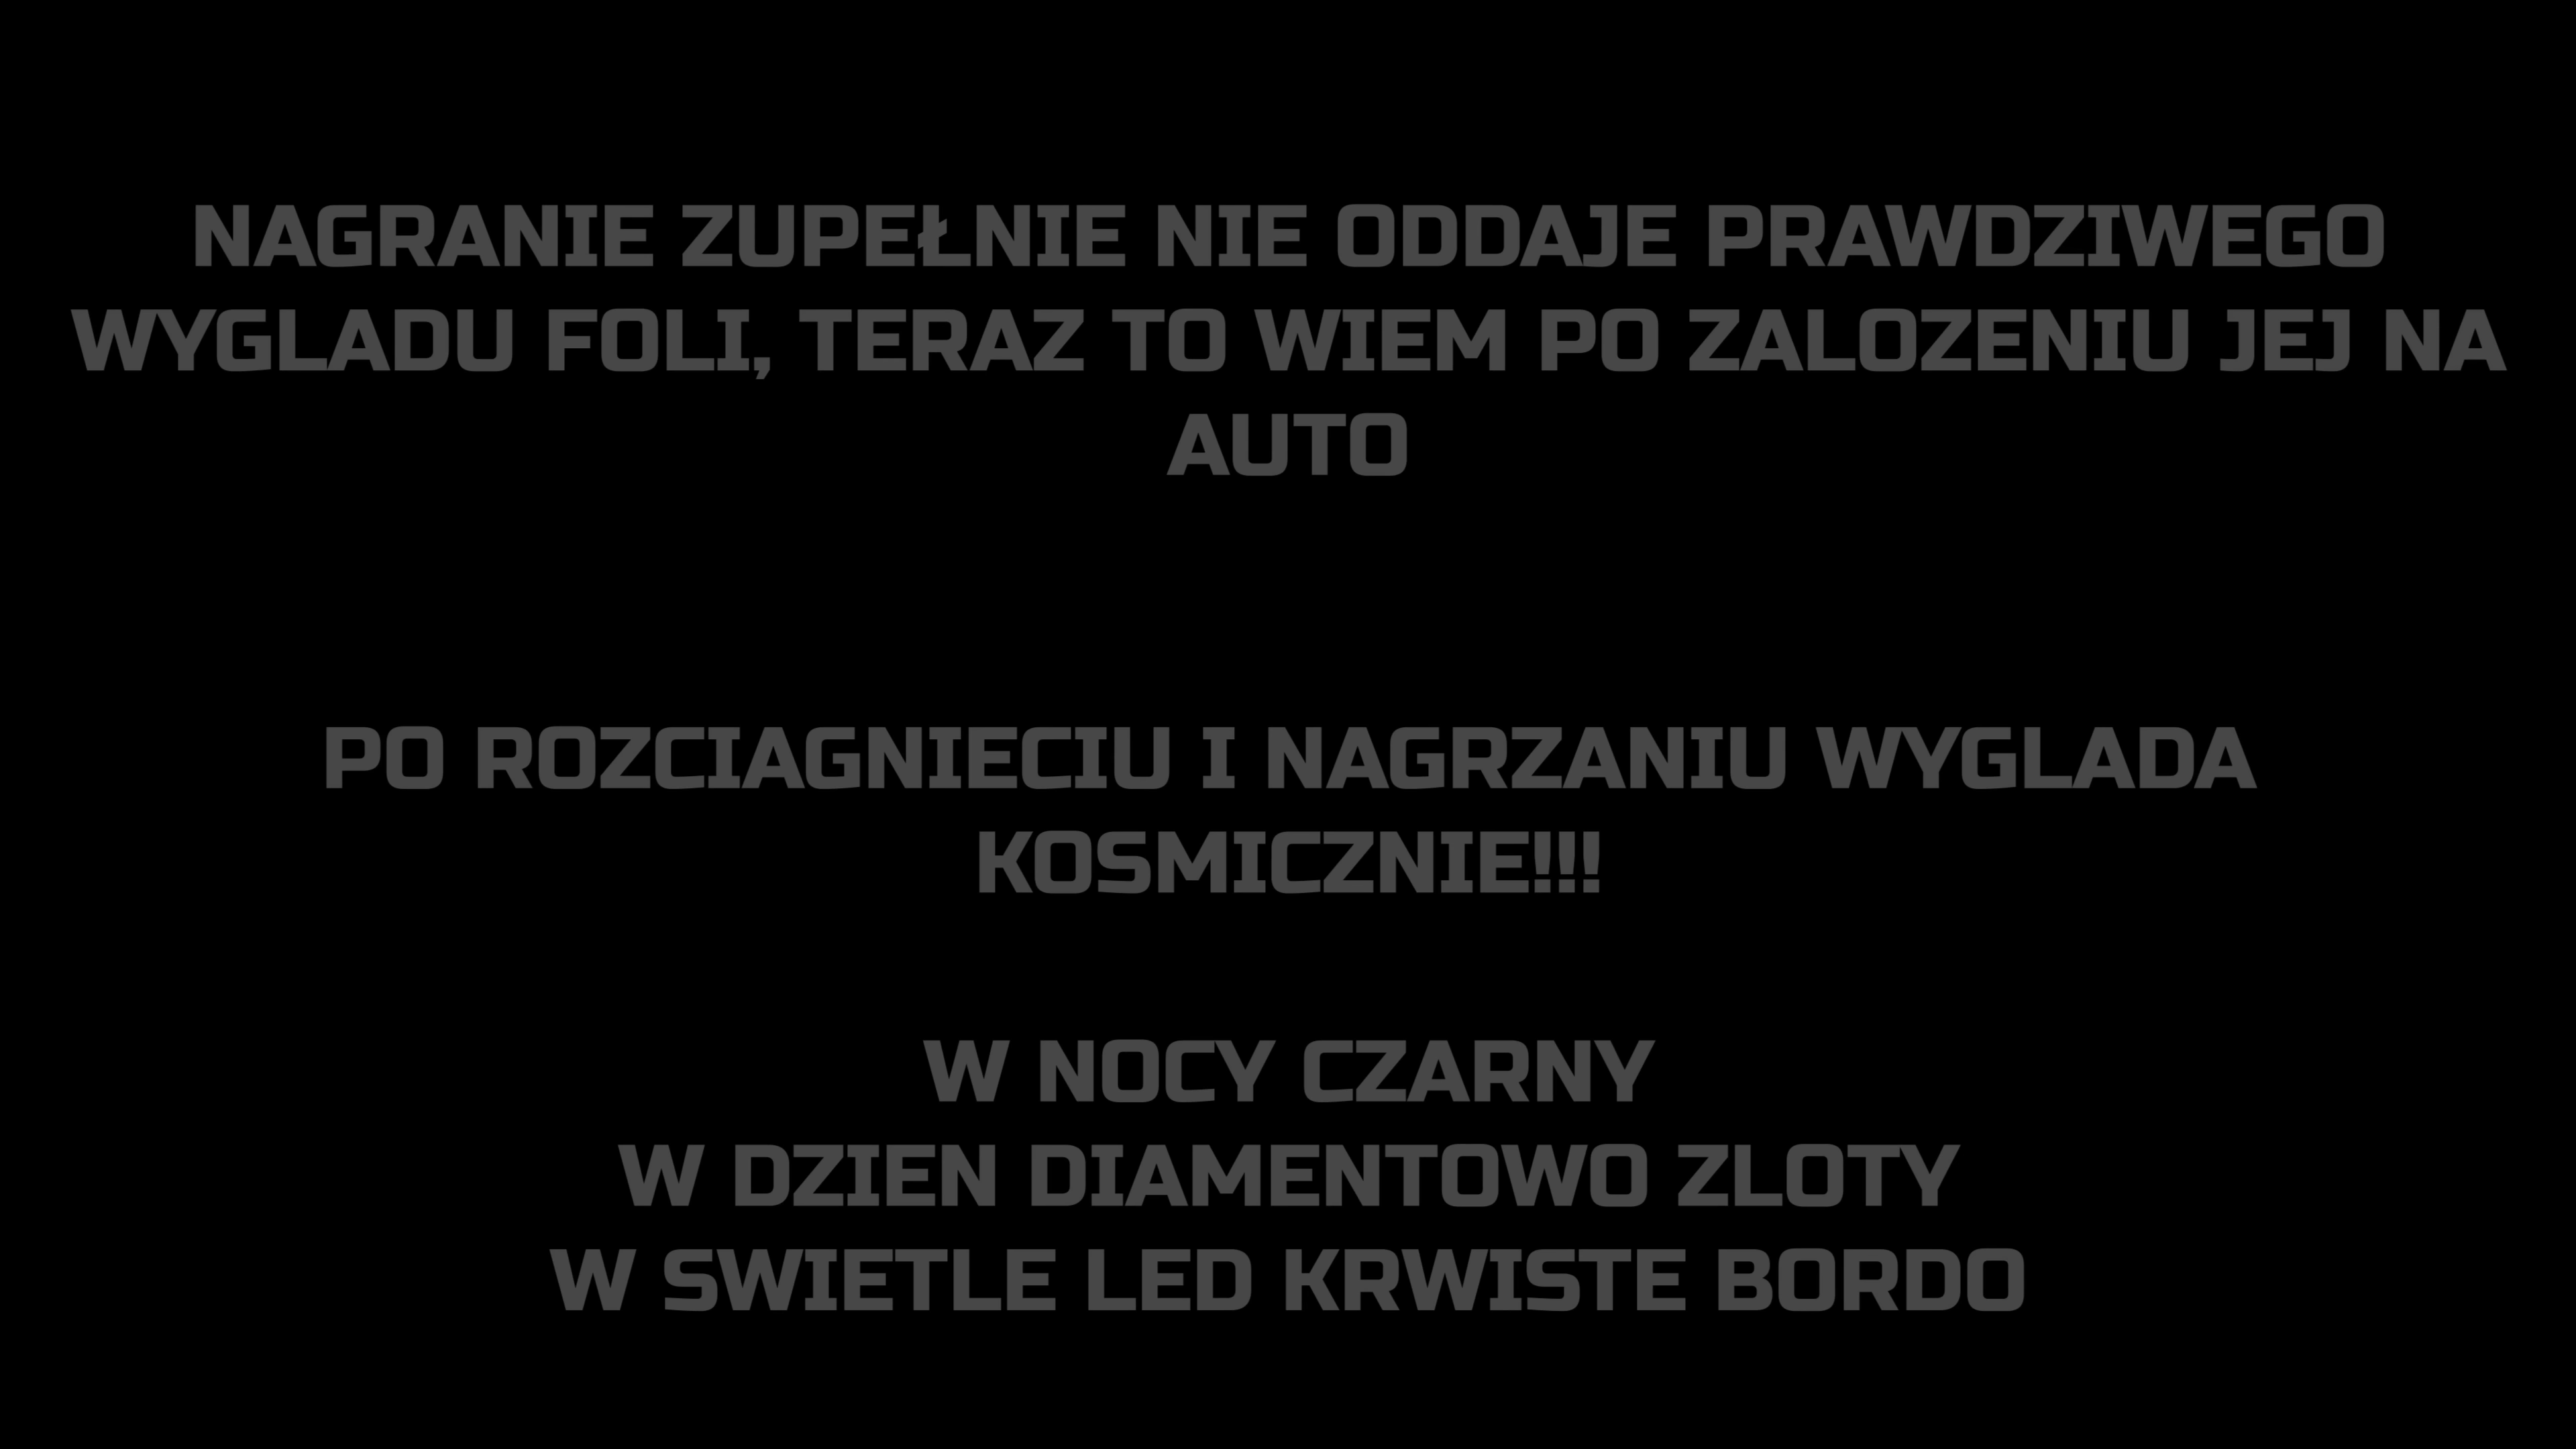 NAGRANIE ZUPEŁNIE NIE ODDAJE PRAWDZIWEGO
WYGLADU FOLI, TERAZ TO WIEM PO ZALOZENIU JEJ NA
AUTO
PO ROZCIAGNIECIU I NAGRZANIU WYGLADA
KOSMICZNIE!!!
W NOCY CZARNY
W DZIEN DIAMENTOWO ZLOTY
W SWIETLE LED KRWISTE BORDO